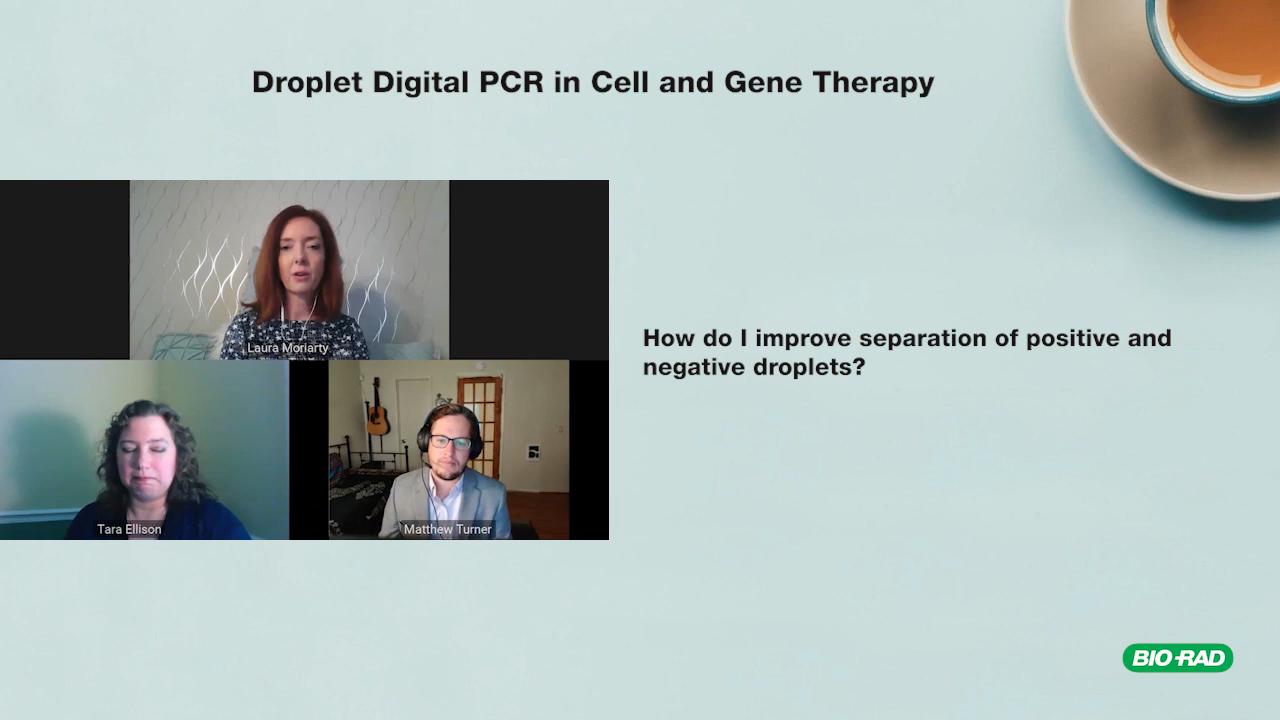 Droplet Digital PCR in Cell and Gene Therapy
Laura Moriarty
How do I improve separation of positive and
negative droplets?
Tara Ellison
Matthew Turner
BIO-RAD